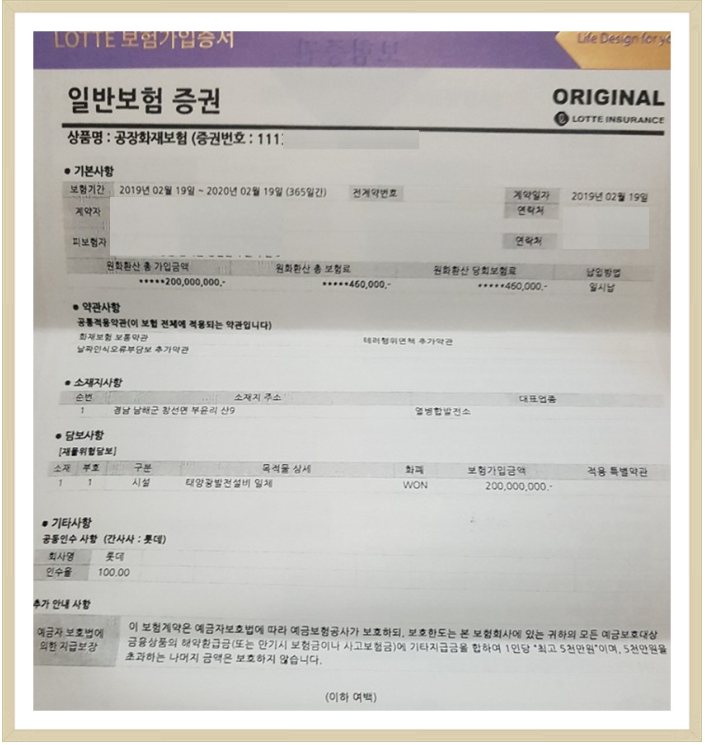 LOTTE 보험가입증서
Life Design for yo
보험증권
일반보험 증권
ORIGINAL
LOTTE INSURANCE
상품명 : 공장화재보험 (증권번호 : 111
• 기본사항
보험기간 2019년 02월 19일 ~ 2020년 02월 19일 (365일간) 전계약번호 계약일자 2019년 02월 19일
계약자 연락처
피보험자 연락처
원화환산 총 가입금액 원화환산 총 보험료 원화환산 당회보험료 납입방법
*****200,000,000.- *****460,000.- *****460,000.- 일시납
• 약관사항
공통적용약관(이 보험 전체에 적용되는 약관입니다)
화재보험 보통약관 테러행위면책 추가약관
날짜인식오류부담보 추가약관
• 소재지사항
순번 소재지 주소 대표업종
1 경남 남해군 창선면 부윤리 산9 열병합발전소
• 담보사항
[재물위험담보]
소재 부호 구분 목적물 상세 화폐 보험가입금액 적용 특별약관
1 1 시설 태양광발전설비 일체 WON 200,000,000.-
• 기타사항
공동인수 사항 (간사사 : 롯데)
회사명 롯데
인수율 100.00
추가 안내 사항
예금자 보호법에 의한 지급보장
이 보험계약은 예금자보호법에 따라 예금보험공사가 보호하되, 보호한도는 본 보험회사에 있는 귀하의 모든 예금보호대상
금융상품의 해약환급금(또는 만기시 보험금이나 사고보험금)에 기타지급금을 합하여 1인당 "최고 5천만원"이며, 5천만원을
초과하는 나머지 금액은 보호하지 않습니다.
(이하 여백)